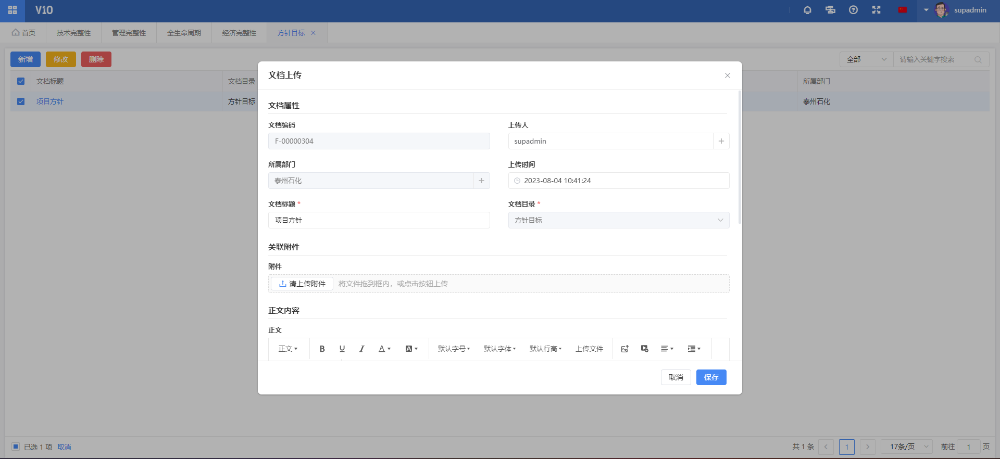 V10
supadmin
首页
技术完整性
管理完整性
全生命周期
经济完整性
方针目标
新增
修改
删除
全部
请输入关键字搜索
文档标题
文档目录
所属部门
项目方针
方针目标
泰州石化
文档上传
文档属性
文档编码
上传人
F-00000304
supadmin
所属部门
上传时间
泰州石化
2023-08-04 10:41:24
文档标题 *
文档目录 *
项目方针
方针目标
关联附件
附件
请上传附件
将文件拖到框内，或点击按钮上传
正文内容
正文
正文
B
U
I
A
A
默认字号
默认字体
默认行高
上传文件
取消
保存
已选 1 项 取消
共 1 条
1
17条/页
前往 1 页